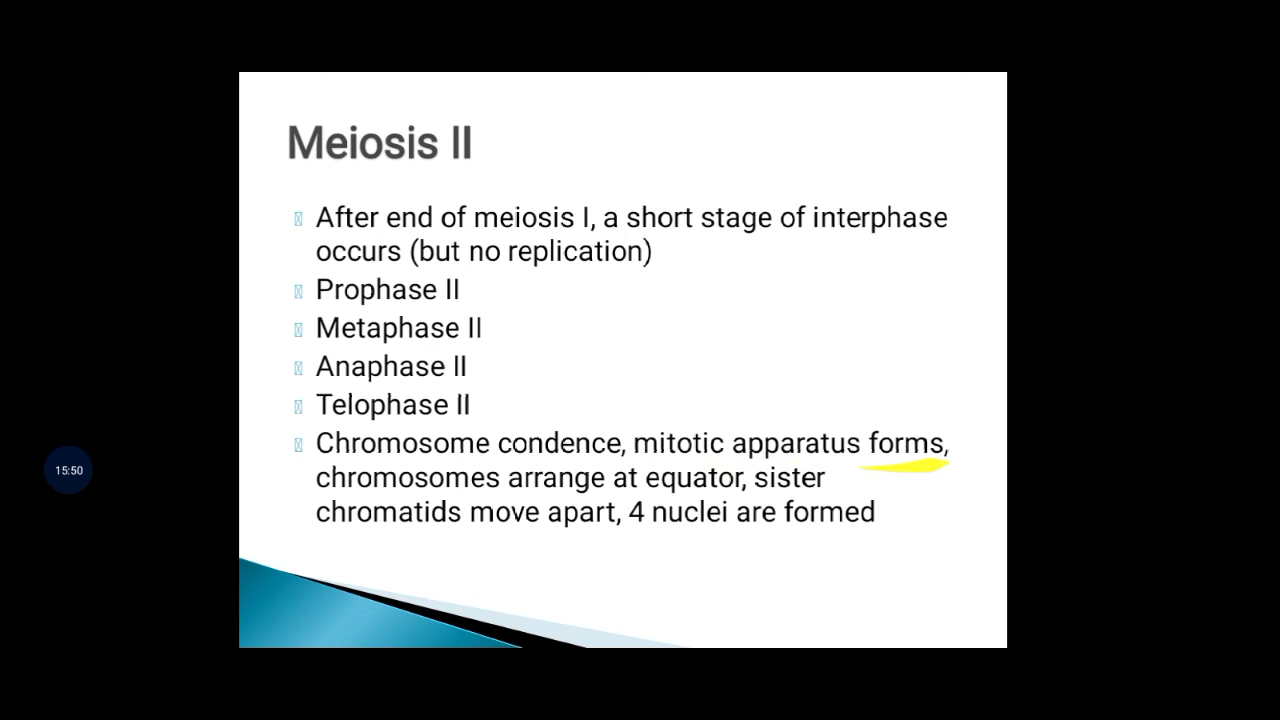 Meiosis II
After end of meiosis I, a short stage of interphase
occurs (but no replication)
Prophase II
Metaphase II
Anaphase II
Telophase II
Chromosome condence, mitotic apparatus forms,
15:50
chromosomes arrange at equator, sister
chromatids move apart, 4 nuclei are formed